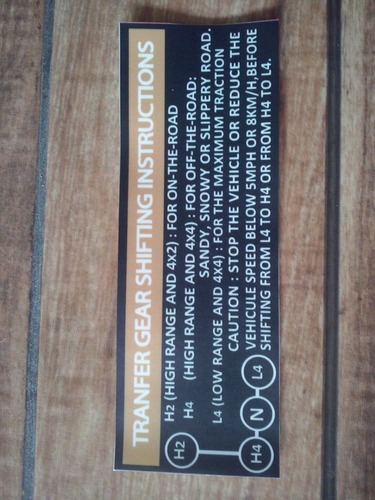 TRANFER GEAR SHIFTING INSTRUCTIONS
H2 (HIGH RANGE AND 4x2) : FOR ON-THE-ROAD
H4 (HIGH RANGE AND 4x4) : FOR OFF-THE-ROAD:
SANDY, SNOWY OR SLIPPERY ROAD.
L4 (LOW RANGE AND 4x4) : FOR THE MAXIMUM TRACTION
CAUTION : STOP THE VEHICLE OR REDUCE THE
VEHICULE SPEED BELOW 5MPH OR 8KM/H,BEFORE
SHIFTING FROM L4 TO H4 OR FROM H4 TO L4.
H2
H4 N L4